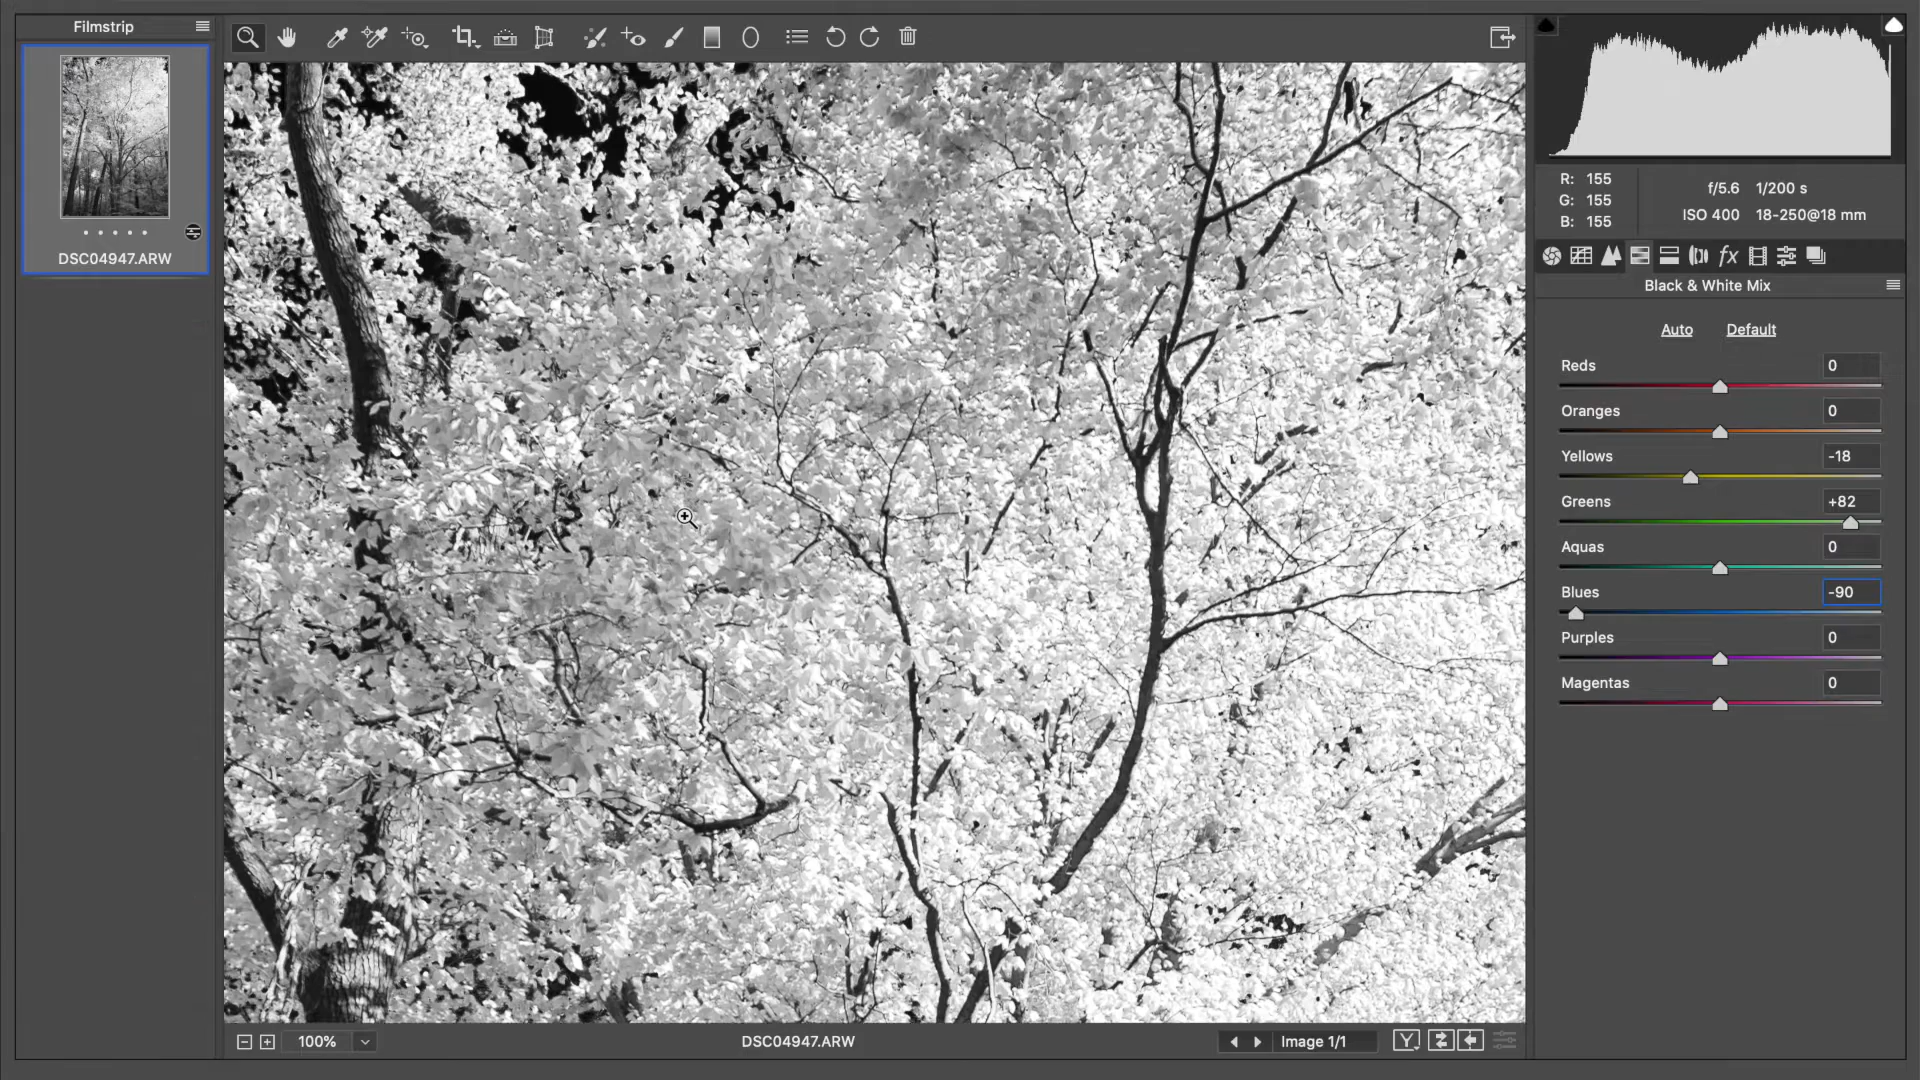 Filmstrip
DSC04947.ARW
100%
DSC04947.ARW
Image 1/1
R: 155
G: 155
B: 155
f/5.6 1/200 s
ISO 400 18-250@18 mm
fx
Black & White Mix
Auto Default
Reds 0
Oranges 0
Yellows -18
Greens +82
Aquas 0
Blues -90
Purples 0
Magentas 0